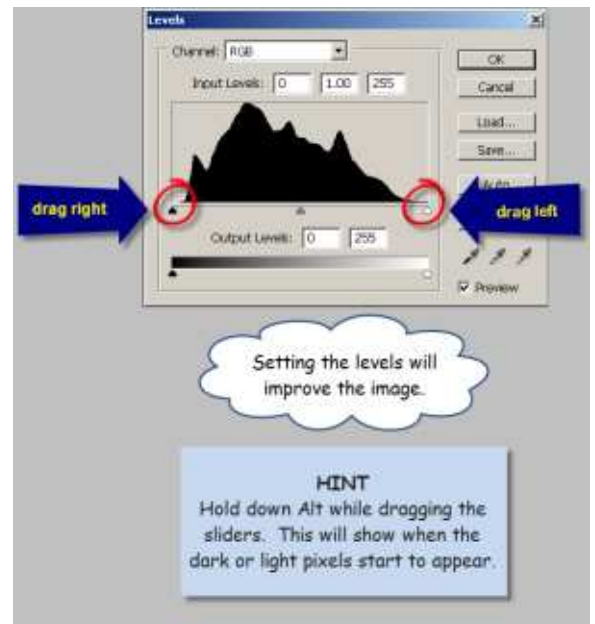 Levels
Channel: RGB
OK
Input Levels: 0 1.00 255
Cancel
Load...
Save...
Auto
drag right
drag left
Output Levels: 0 255
Preview
Setting the levels will
improve the image.
HINT
Hold down Alt while dragging the
sliders. This will show when the
dark or light pixels start to appear.